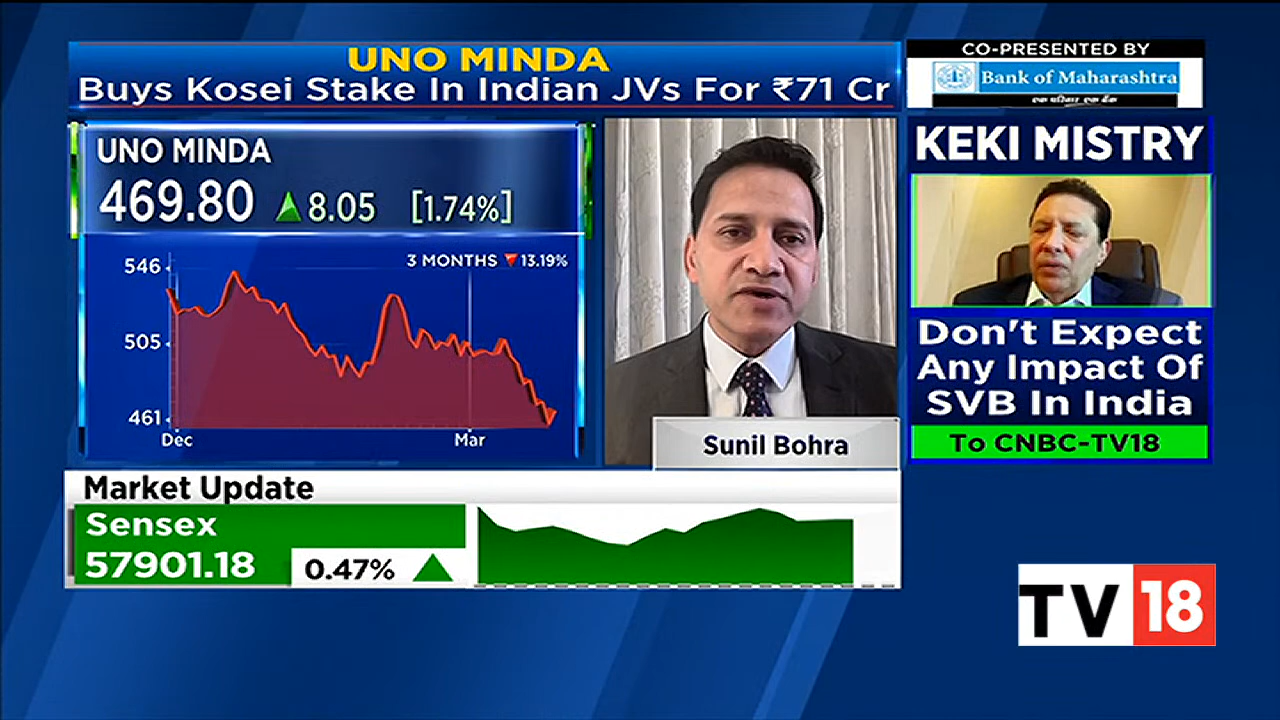 UNO MINDA
Buys Kosei Stake In Indian JVs For ₹71 Cr
CO-PRESENTED BY
Bank of Maharashtra
एक परिवार एक बैंक
UNO MINDA
469.80 ▲8.05 [1.74%]
3 MONTHS ▼13.19%
546
505
461
Dec Mar
Sunil Bohra
KEKI MISTRY
Don't Expect
Any Impact Of
SVB In India
To CNBC-TV18
Market Update
Sensex
57901.18 0.47% ▲
TV18